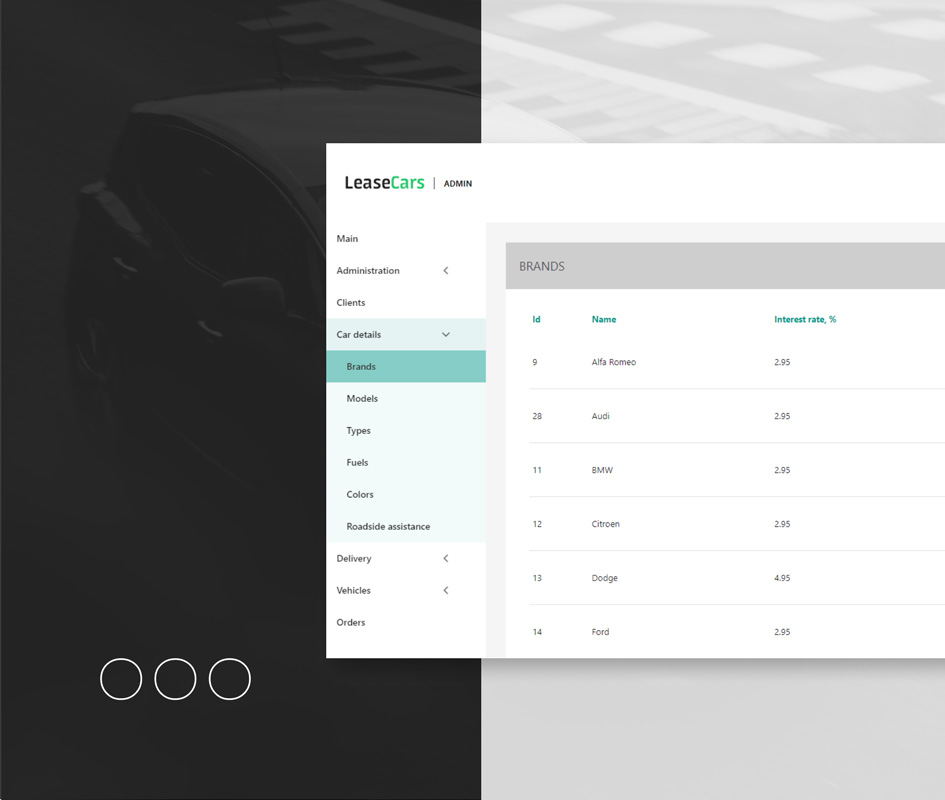 LeaseCars | ADMIN
Main
Administration
Clients
Car details
Brands
Models
Types
Fuels
Colors
Roadside assistance
Delivery
Vehicles
Orders
BRANDS
Id Name Interest rate, %
9 Alfa Romeo 2.95
28 Audi 2.95
11 BMW 2.95
12 Citroen 2.95
13 Dodge 4.95
14 Ford 2.95